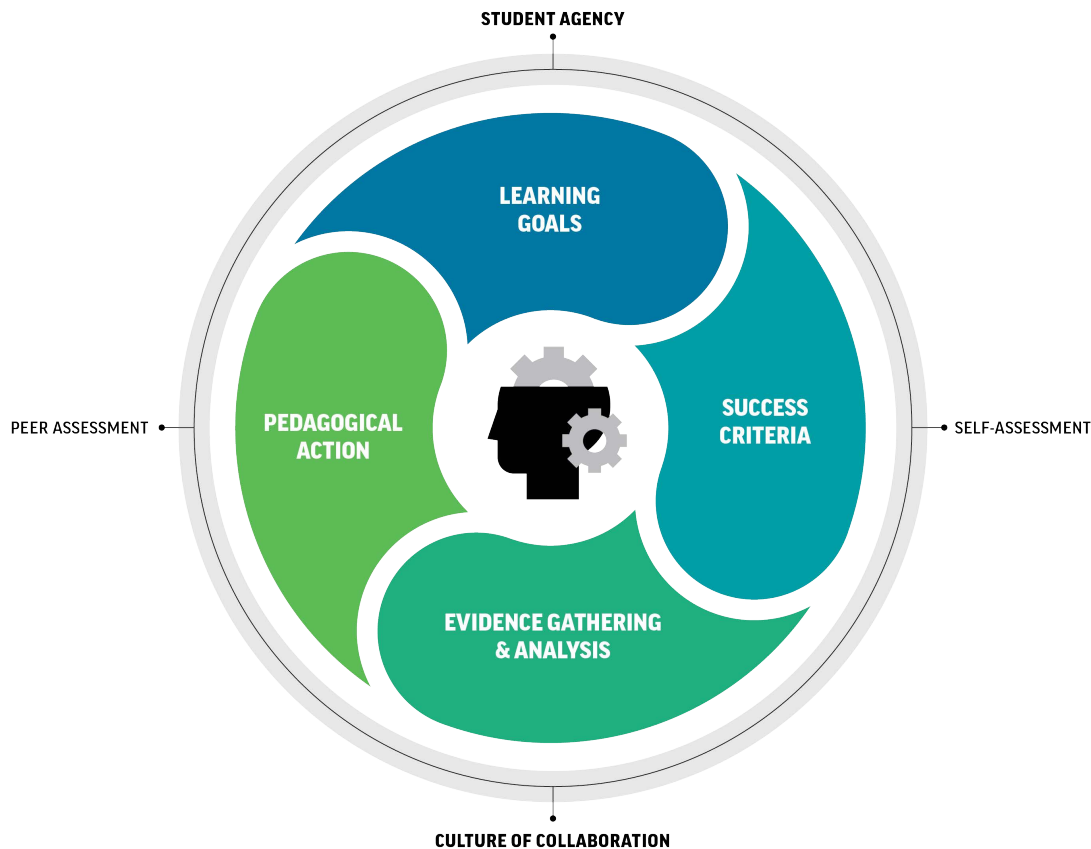 STUDENT AGENCY
LEARNING
GOALS
SUCCESS
CRITERIA
PEDAGOGICAL
ACTION
PEER ASSESSMENT
SELF-ASSESSMENT
EVIDENCE GATHERING
& ANALYSIS
CULTURE OF COLLABORATION